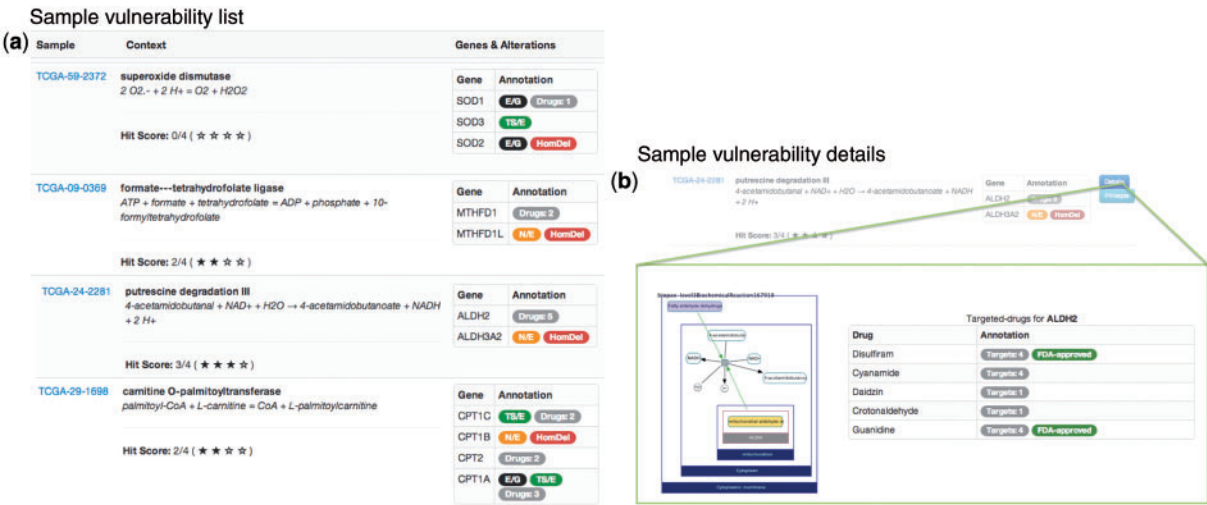 Sample vulnerability list
(a)
Sample Context Genes & Alterations
TCGA-59-2372
superoxide dismutase
2 O2.- + 2 H+ = O2 + H2O2
Hit Score: 0/4 ( ☆ ☆ ☆ ☆ )
Gene Annotation
SOD1 E/G Drugs: 1
SOD3 TS/E
SOD2 E/G HomDel
TCGA-09-0369
formate---tetrahydrofolate ligase
ATP + formate + tetrahydrofolate = ADP + phosphate + 10-
formyltetrahydrofolate
Hit Score: 2/4 ( ★ ★ ☆ ☆ )
Gene Annotation
MTHFD1 Drugs: 2
MTHFD1L N/E HomDel
TCGA-24-2281
putrescine degradation III
4-acetamidobutanal + NAD+ + H2O → 4-acetamidobutanoate + NADH
+ 2 H+
Hit Score: 3/4 ( ★ ★ ★ ☆ )
Gene Annotation
ALDH2 Drugs: 5
ALDH3A2 N/E HomDel
TCGA-29-1698
carnitine O-palmitoyltransferase
palmitoyl-CoA + L-carnitine = CoA + L-palmitoylcarnitine
Hit Score: 2/4 ( ★ ★ ☆ ☆ )
Gene Annotation
CPT1C TS/E Drugs: 2
CPT1B N/E HomDel
CPT2 Drugs: 2
CPT1A E/G TS/E
Drugs: 3
Sample vulnerability details
(b)
TCGA-24-2281
putrescine degradation III
4-acetamidobutanal + NAD+ + H2O → 4-acetamidobutanoate + NADH
+ 2 H+
Hit Score: 3/4 ( ★ ★ ★ ☆ )
Gene Annotation
ALDH2 Drugs: 5
ALDH3A2 N/E HomDel
Details
NADH
NAD+
mitochondrion
Cytoplasm
Targeted-drugs for ALDH2
Drug Annotation
Disulfiram Targets: 4 FDA-approved
Cyanamide Targets: 4
Daidzin Targets: 1
Crotonaldehyde Targets: 1
Guanidine Targets: 4 FDA-approved